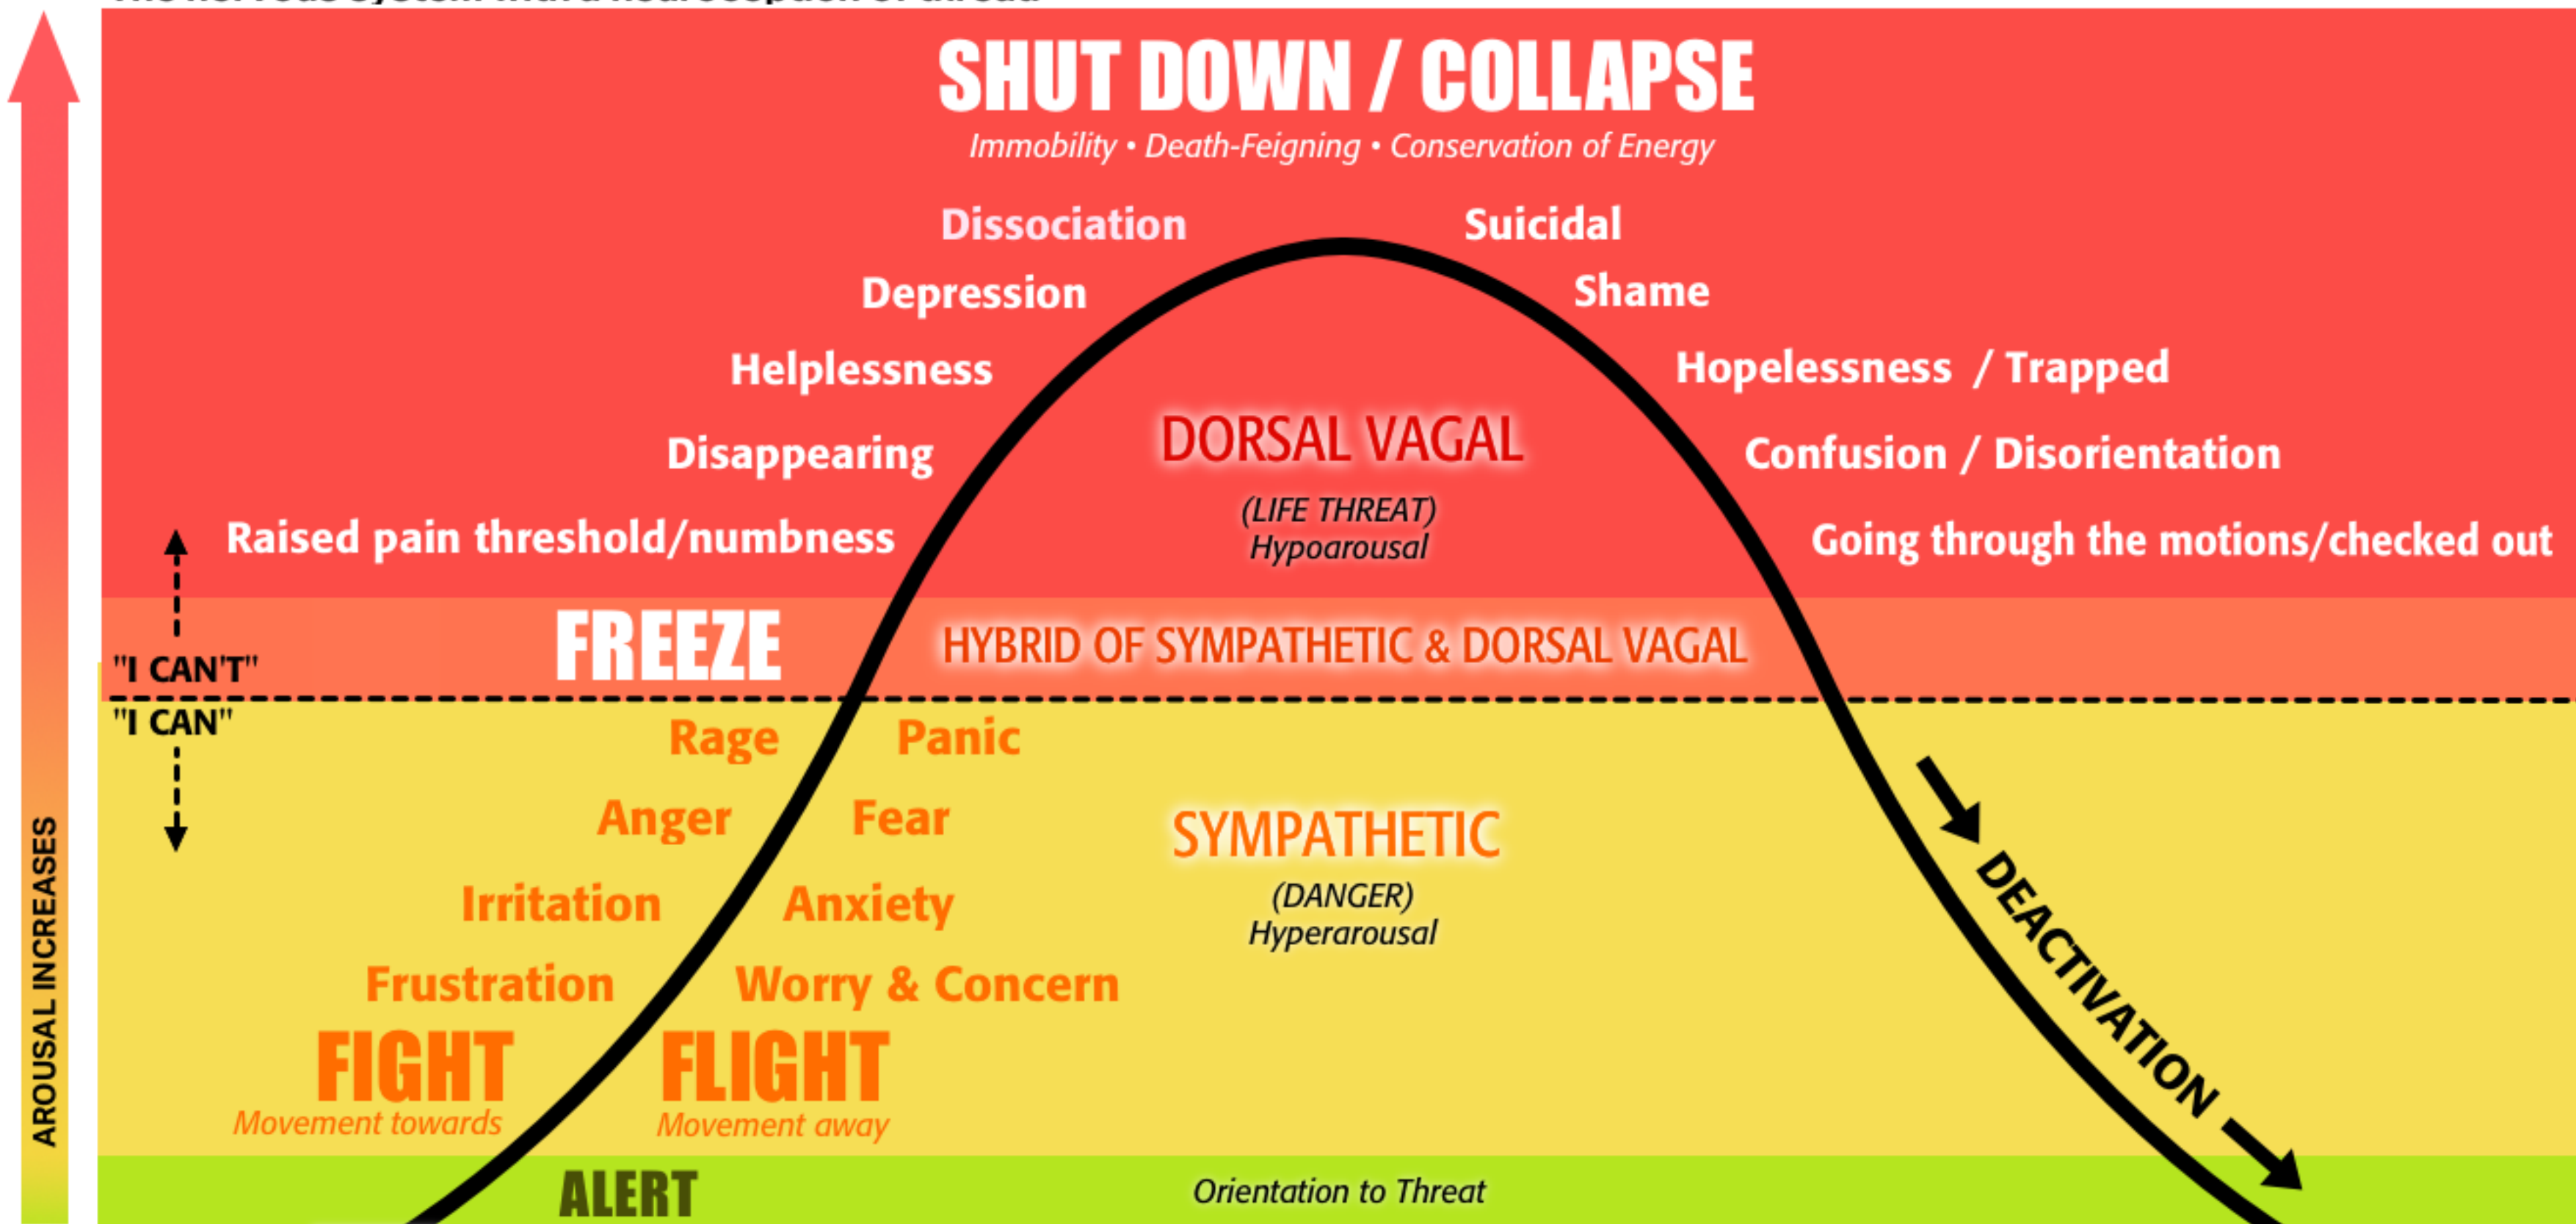 SHUT DOWN / COLLAPSE
Immobility • Death-Feigning • Conservation of Energy
Dissociation
Suicidal
Depression
Shame
Helplessness
Hopelessness / Trapped
DORSAL VAGAL
Disappearing
Confusion / Disorientation
(LIFE THREAT)
Hypoarousal
Raised pain threshold/numbness
Going through the motions/checked out
FREEZE
HYBRID OF SYMPATHETIC & DORSAL VAGAL
"I CAN'T"
"I CAN"
Rage
Panic
Anger
Fear
SYMPATHETIC
(DANGER)
Hyperarousal
Irritation
Anxiety
Frustration
Worry & Concern
FIGHT
Movement towards
FLIGHT
Movement away
DEACTIVATION
AROUSAL INCREASES
ALERT
Orientation to Threat